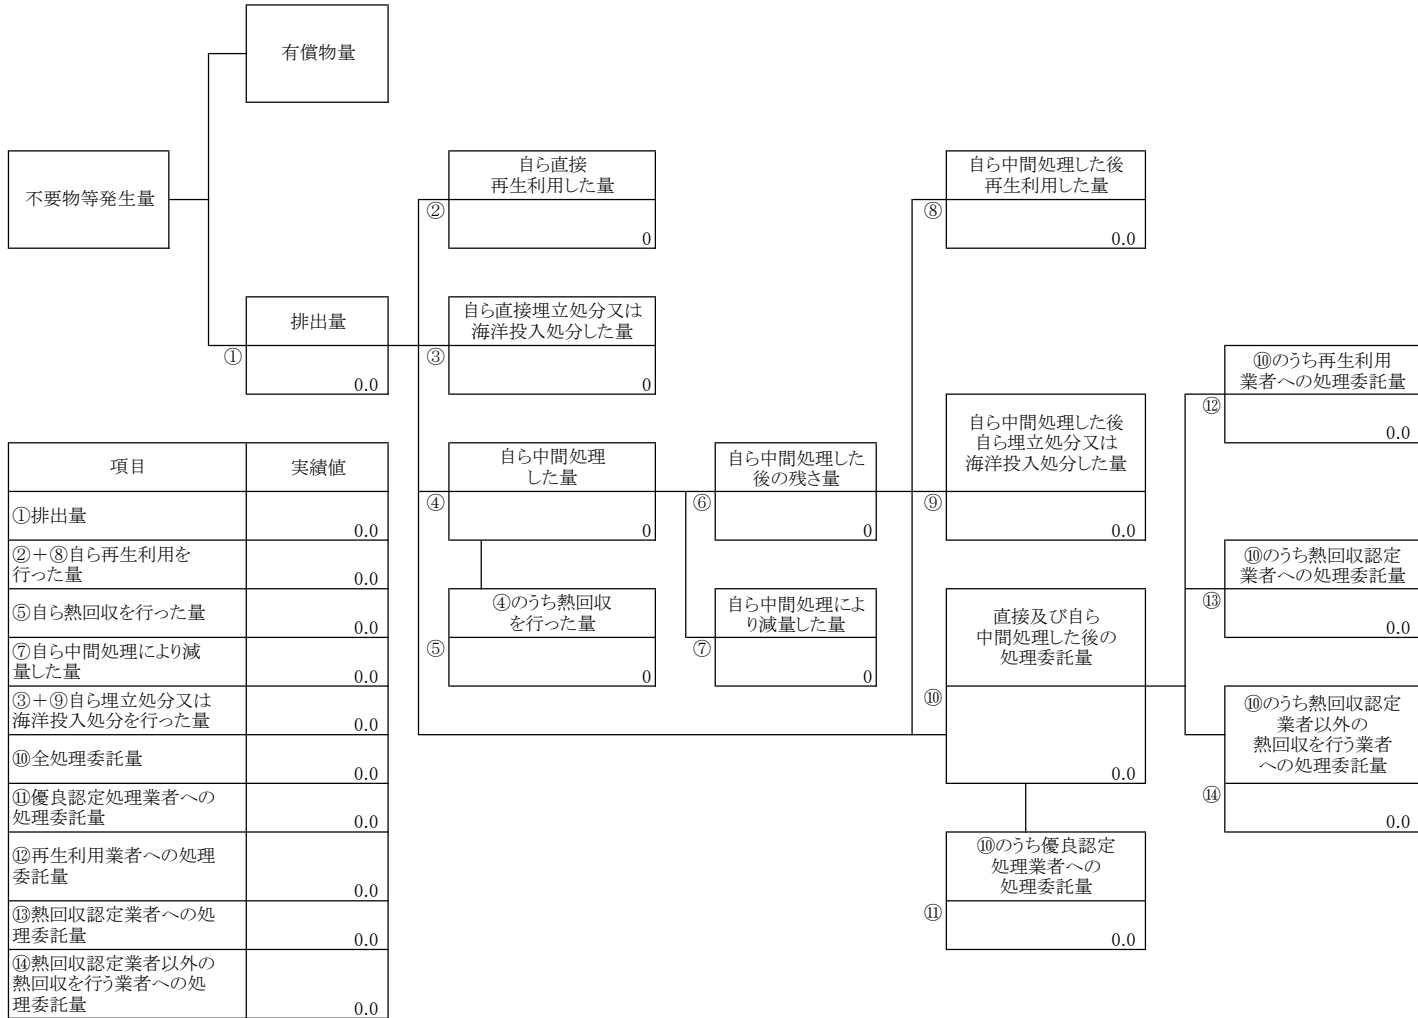 有償物量
不要物等発生量
自ら直接
再生利用した量
②
0
自ら中間処理した後
再生利用した量
⑧
0.0
排出量
①
0.0
自ら直接埋立処分又は
海洋投入処分した量
③
0
⑩のうち再生利用
業者への処理委託量
⑫
0.0
自ら中間処理
した量
④
0
自ら中間処理した
後の残さ量
⑥
0
自ら中間処理した後
自ら埋立処分又は
海洋投入処分した量
⑨
0.0
⑩のうち熱回収認定
業者への処理委託量
⑬
0.0
④のうち熱回収
を行った量
⑤
0
自ら中間処理によ
り減量した量
⑦
0
直接及び自ら
中間処理した後の
処理委託量
⑩
0.0
⑩のうち熱回収認定
業者以外の
熱回収を行う業者
への処理委託量
⑭
0.0
⑩のうち優良認定
処理業者への
処理委託量
⑪
0.0
項目 実績値
①排出量
0.0
②＋⑧自ら再生利用を
行った量 0.0
⑤自ら熱回収を行った量
0.0
⑦自ら中間処理により減
量した量 0.0
③＋⑨自ら埋立処分又は
海洋投入処分を行った量 0.0
⑩全処理委託量
0.0
⑪優良認定処理業者への
処理委託量 0.0
⑫再生利用業者への処理
委託量 0.0
⑬熱回収認定業者への処
理委託量 0.0
⑭熱回収認定業者以外の
熱回収を行う業者への処
理委託量 0.0